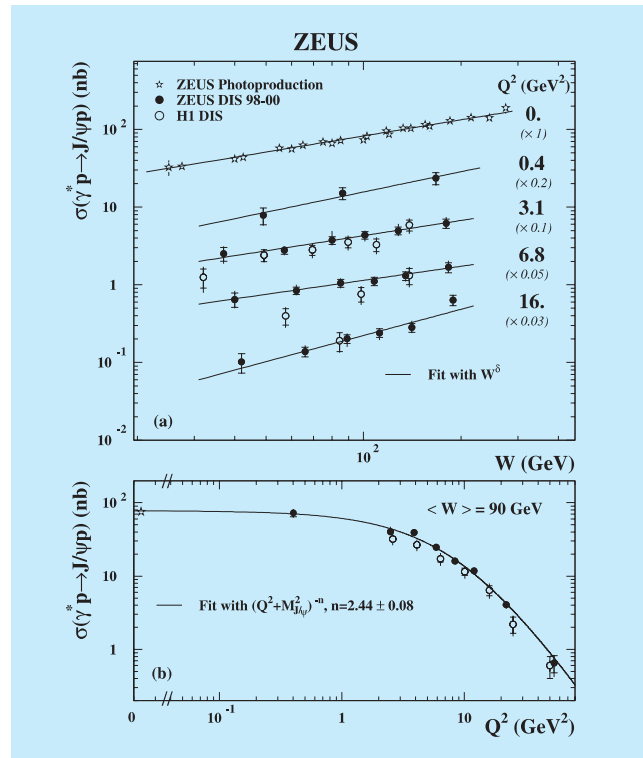 ZEUS
σ(γ* p→J/ψp) (nb)
☆ ZEUS Photoproduction
● ZEUS DIS 98-00
○ H1 DIS
Q² (GeV²)
0.
(× 1)
0.4
(× 0.2)
3.1
(× 0.1)
6.8
(× 0.05)
16.
(× 0.03)
10²
10
1
10⁻¹
10⁻²
Fit with W^δ
(a)
10²
W (GeV)
σ(γ* p→J/ψp) (nb)
< W > = 90 GeV
10²
10
1
Fit with (Q²+M²_J/ψ)⁻ⁿ, n=2.44 ± 0.08
(b)
0 10⁻¹ 1 10 10²
Q² (GeV²)